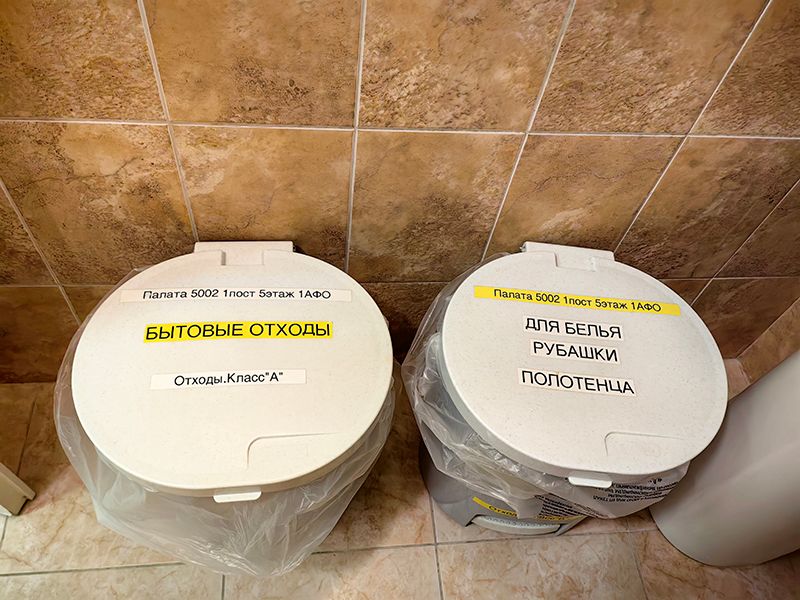 Палата 5002 1пост 5этаж 1АФО
БЫТОВЫЕ ОТХОДЫ
Отходы.Класс"А"
Палата 5002 1пост 5этаж 1АФО
ДЛЯ БЕЛЬЯ
РУБАШКИ
ПОЛОТЕНЦА